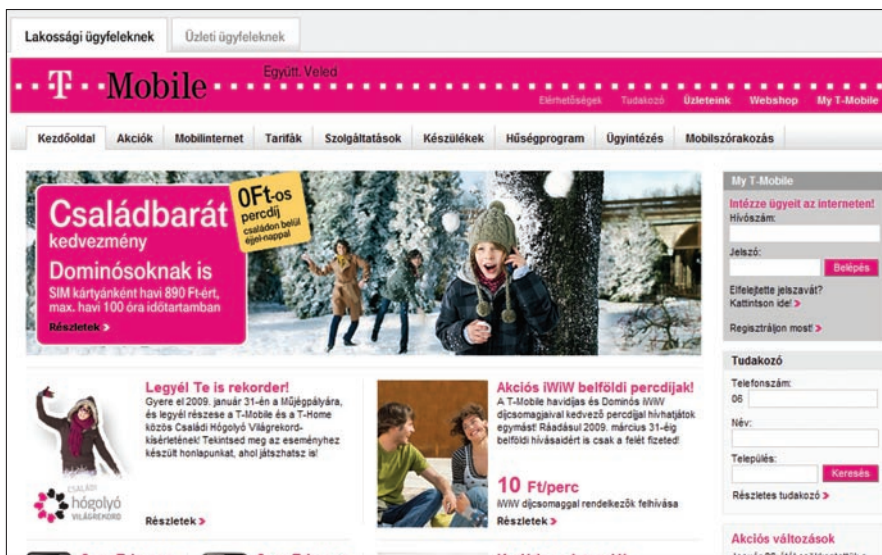 Lakossági ügyfeleknek
Üzleti ügyfeleknek
T Mobile
Együtt. Veled
Elérhetőségek
Tudakozó
Üzleteink
Webshop
My T-Mobile
Kezdőoldal
Akciók
Mobilinternet
Tarifák
Szolgáltatások
Készülékek
Hűségprogram
Ügyintézés
Mobilszórakozás
Családbarát
kedvezmény
Dominósoknak is
SIM kártyánként havi 890 Ft-ért,
max. havi 100 óra időtartamban
Részletek
0Ft-os
percdíj
családon belül
éjjel-nappal
My T-Mobile
Intézze ügyeit az interneten!
Hívószám:
Jelszó:
Belépés
Elfelejtette jelszavát?
Kattintson ide!
Regisztráljon most!
Tudakozó
Telefonszám:
06
Név:
Település:
Keresés
Részletes tudakozó
Akciós változások
Legyél Te is rekorder!
Gyere el 2009. január 31-én a Műjégpályára,
és legyél részese a T-Mobile és a T-Home
közös Családi Hógolyó Világrekord-
kísérletének! Tekintsd meg az eseményhez
készült honlapunkat, ahol játszhatsz is!
CSALÁDI
hógolyó
VILÁGREKORD
Részletek
Akciós iWiW belföldi percdíjak!
A T-Mobile havidíjas és Dominós iWiW
díjcsomagjaival kedvező percdíjjal hívhatjátok
egymást! Ráadásul 2009. március 31-éig
belföldi hívásaidért is csak a felét fizeted!
10 Ft/perc
iWiW díjcsomaggal rendelkezők felhívása
Részletek